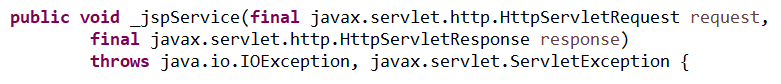 public void _jspService(final javax.servlet.http.HttpServletRequest request,
final javax.servlet.http.HttpServletResponse response)
throws java.io.IOException, javax.servlet.ServletException {